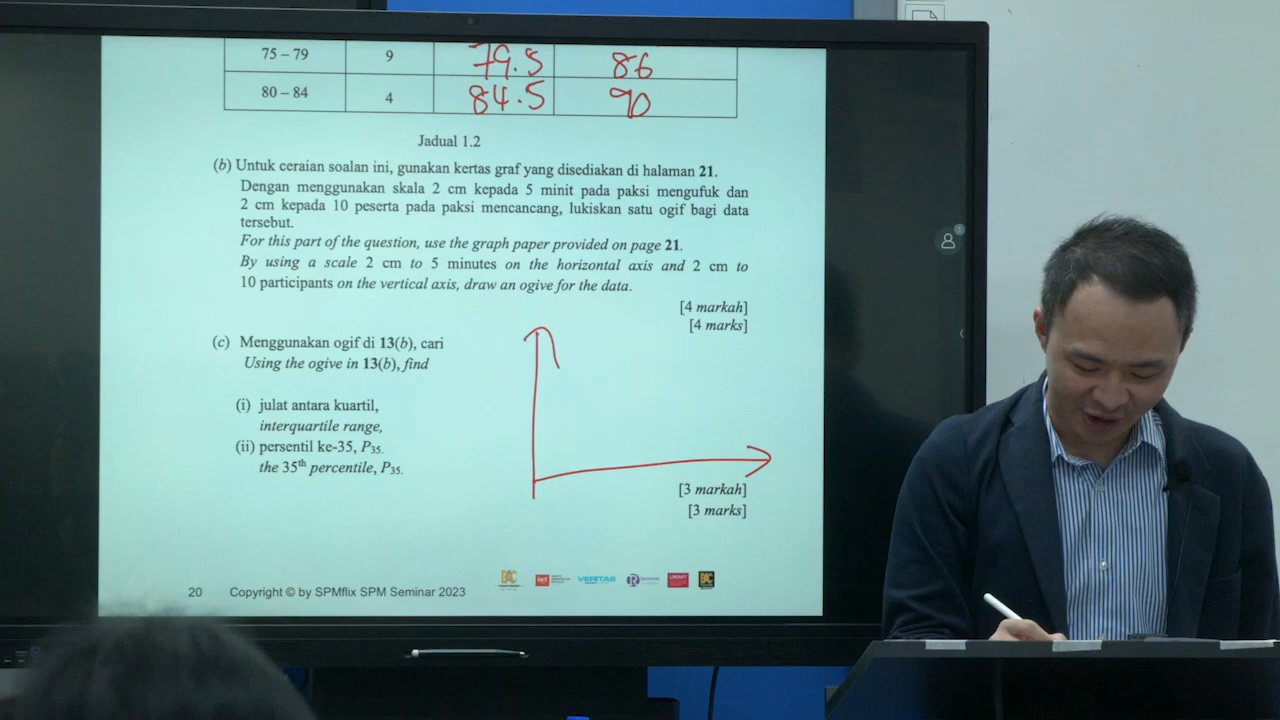 75 – 79 9 79.5 86
80 – 84 4 84.5 90
Jadual 1.2
(b) Untuk ceraian soalan ini, gunakan kertas graf yang disediakan di halaman 21.
Dengan menggunakan skala 2 cm kepada 5 minit pada paksi mengufuk dan
2 cm kepada 10 peserta pada paksi mencancang, lukiskan satu ogif bagi data
tersebut.
For this part of the question, use the graph paper provided on page 21.
By using a scale 2 cm to 5 minutes on the horizontal axis and 2 cm to
10 participants on the vertical axis, draw an ogive for the data.
[4 markah]
[4 marks]
(c) Menggunakan ogif di 13(b), cari
Using the ogive in 13(b), find
(i) julat antara kuartil,
interquartile range,
(ii) persentil ke-35, P35.
the 35th percentile, P35.
[3 markah]
[3 marks]
BAC VERITAS BAC
20 Copyright © by SPMflix SPM Seminar 2023